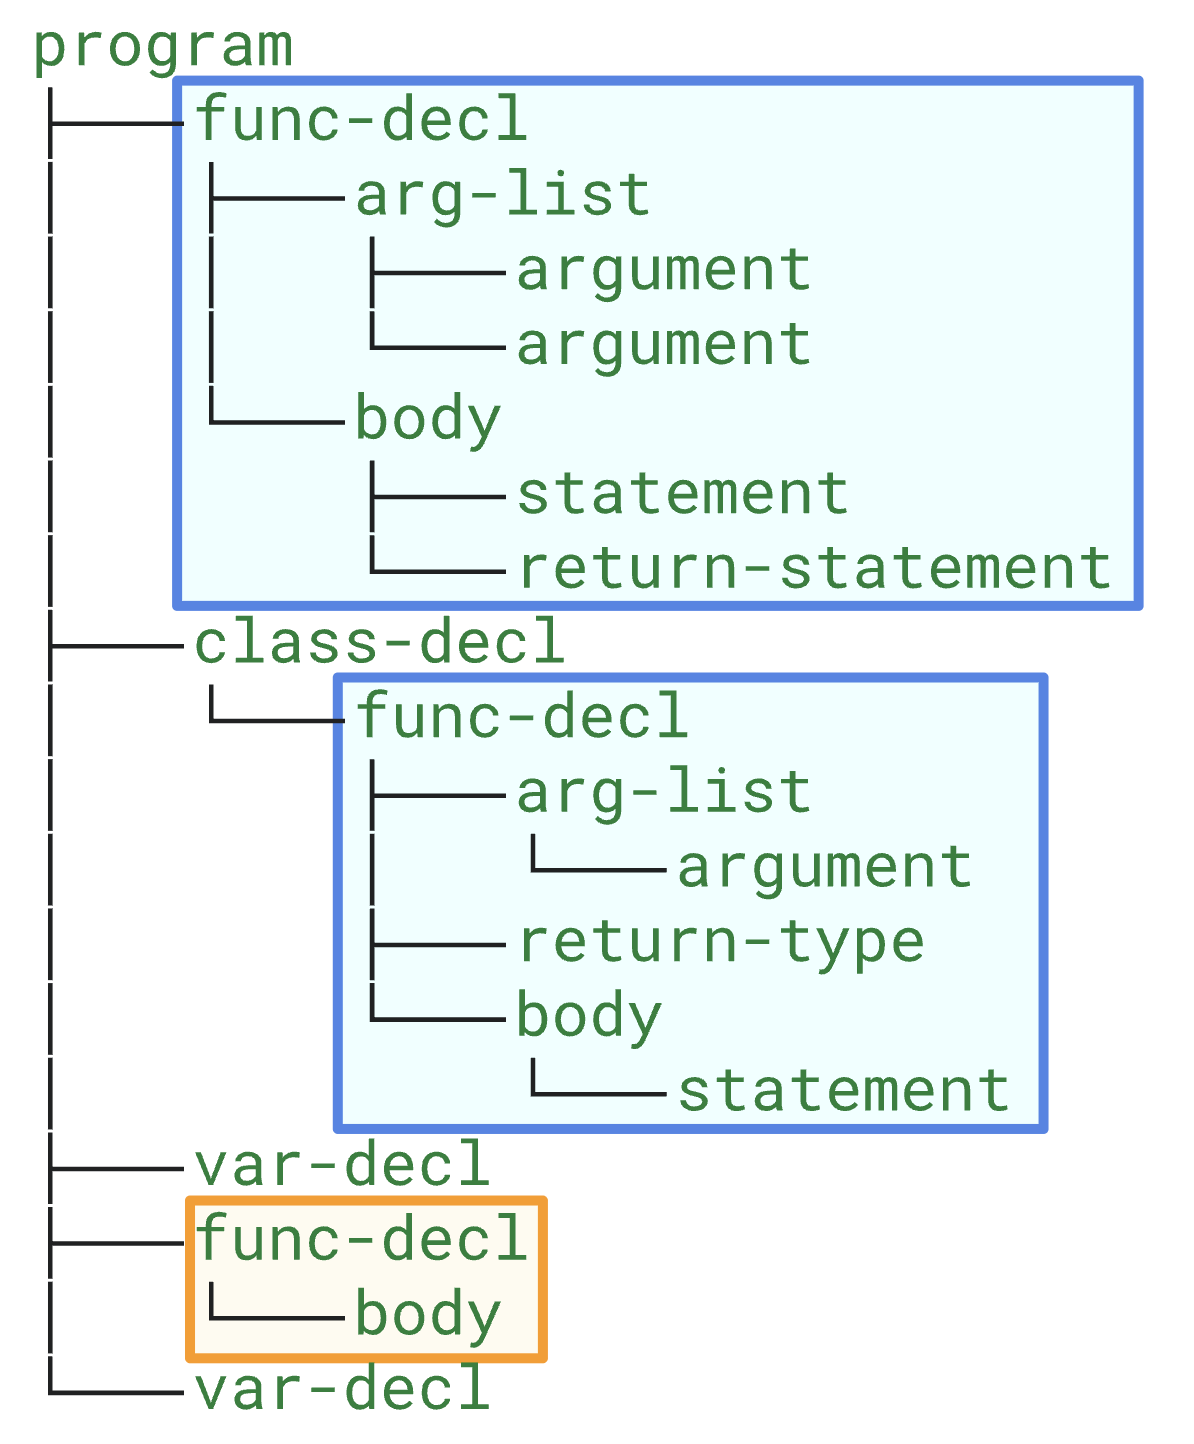 program
func-decl
arg-list
argument
argument
body
statement
return-statement
class-decl
func-decl
arg-list
argument
return-type
body
statement
var-decl
func-decl
body
var-decl